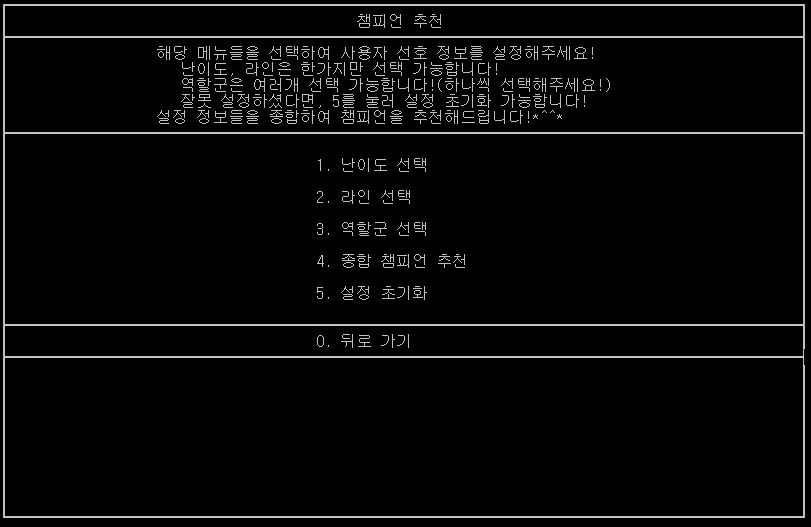 챔피언 추천
해당 메뉴들을 선택하여 사용자 선호 정보를 설정해주세요!
난이도, 라인은 한가지만 선택 가능합니다!
역할군은 여러개 선택 가능합니다!(하나씩 선택해주세요!)
잘못 설정하셨다면, 5를 눌러 설정 초기화 가능합니다!
설정 정보들을 종합하여 챔피언을 추천해드립니다!*^^*
1. 난이도 선택
2. 라인 선택
3. 역할군 선택
4. 종합 챔피언 추천
5. 설정 초기화
0. 뒤로 가기